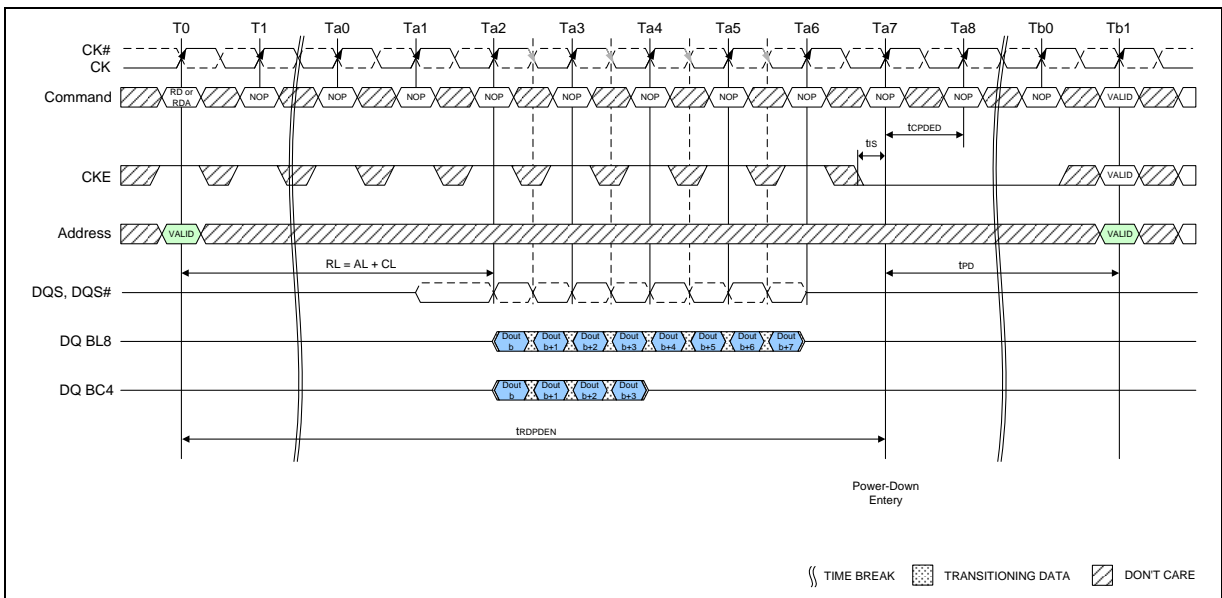 T0 T1 Ta0 Ta1 Ta2 Ta3 Ta4 Ta5 Ta6 Ta7 Ta8 Tb0 Tb1
CK#
CK
Command RD or RDA NOP NOP NOP NOP NOP NOP NOP NOP NOP NOP NOP VALID
tCPDED
tIS
CKE VALID
Address VALID VALID
RL = AL + CL tPD
DQS, DQS#
DQ BL8 Dout b Dout b+1 Dout b+2 Dout b+3 Dout b+4 Dout b+5 Dout b+6 Dout b+7
DQ BC4 Dout b Dout b+1 Dout b+2 Dout b+3
tRDPDEN
Power-Down
Entery
TIME BREAK TRANSITIONING DATA DON'T CARE